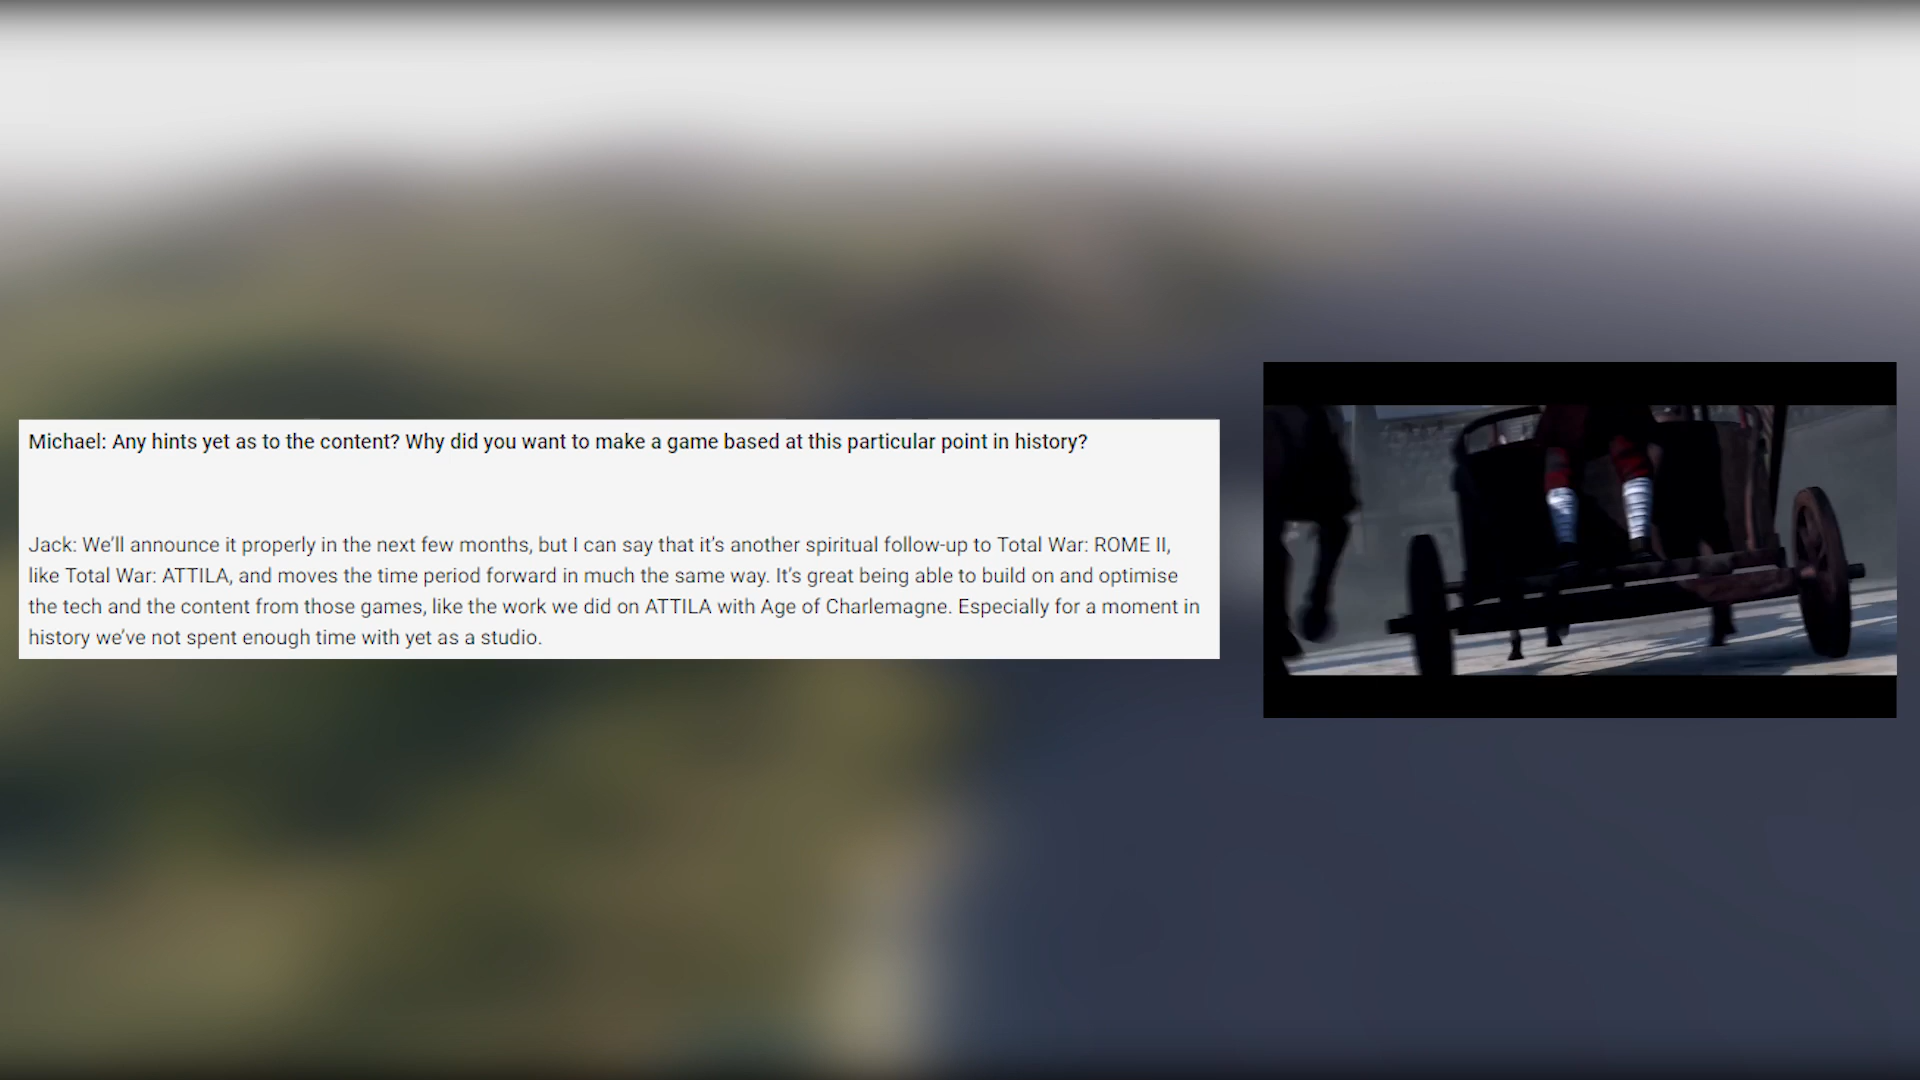 Michael: Any hints yet as to the content? Why did you want to make a game based at this particular point in history?
Jack: We’ll announce it properly in the next few months, but I can say that it’s another spiritual follow-up to Total War: ROME II,
like Total War: ATTILA, and moves the time period forward in much the same way. It’s great being able to build on and optimise
the tech and the content from those games, like the work we did on ATTILA with Age of Charlemagne. Especially for a moment in
history we’ve not spent enough time with yet as a studio.